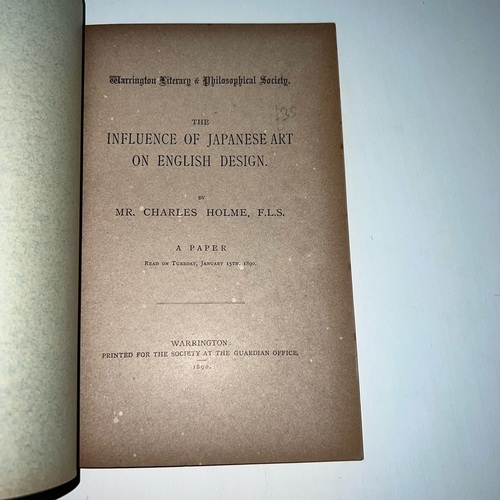 Warrington Literary & Philosophical Society.
135
THE
INFLUENCE OF JAPANESE ART
ON ENGLISH DESIGN.
BY
MR. CHARLES HOLME, F.L.S.
A PAPER
READ ON TUESDAY, JANUARY 15TH, 1890.
WARRINGTON:
PRINTED FOR THE SOCIETY AT THE GUARDIAN OFFICE,
1890.